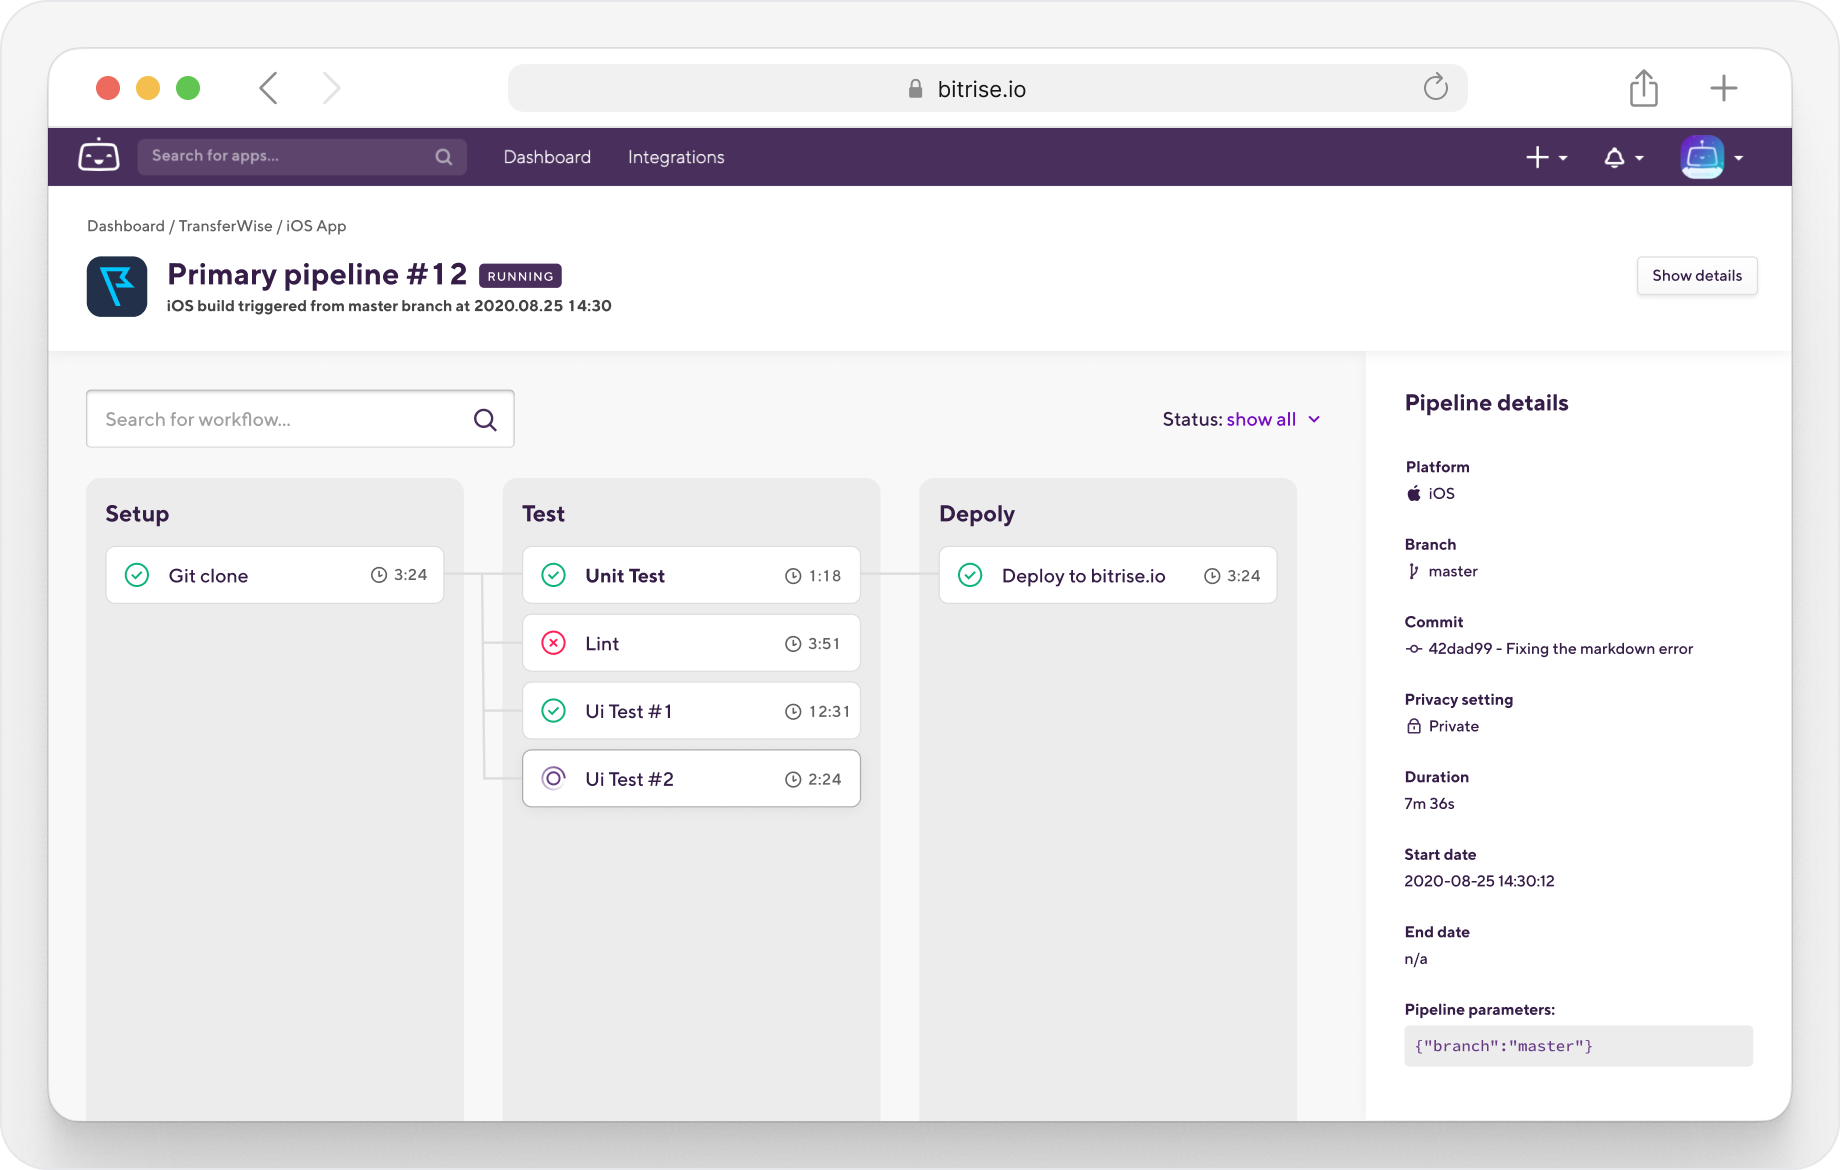 bitrise.io
Search for apps...
Dashboard
Integrations
Dashboard / TransferWise / iOS App
Primary pipeline #12
RUNNING
iOS build triggered from master branch at 2020.08.25 14:30
Show details
Search for workflow...
Status: show all
Setup
Git clone
3:24
Test
Unit Test
1:18
Lint
3:51
Ui Test #1
12:31
Ui Test #2
2:24
Depoly
Deploy to bitrise.io
3:24
Pipeline details
Platform
iOS
Branch
master
Commit
42dad99 - Fixing the markdown error
Privacy setting
Private
Duration
7m 36s
Start date
2020-08-25 14:30:12
End date
n/a
Pipeline parameters:
{"branch":"master"}